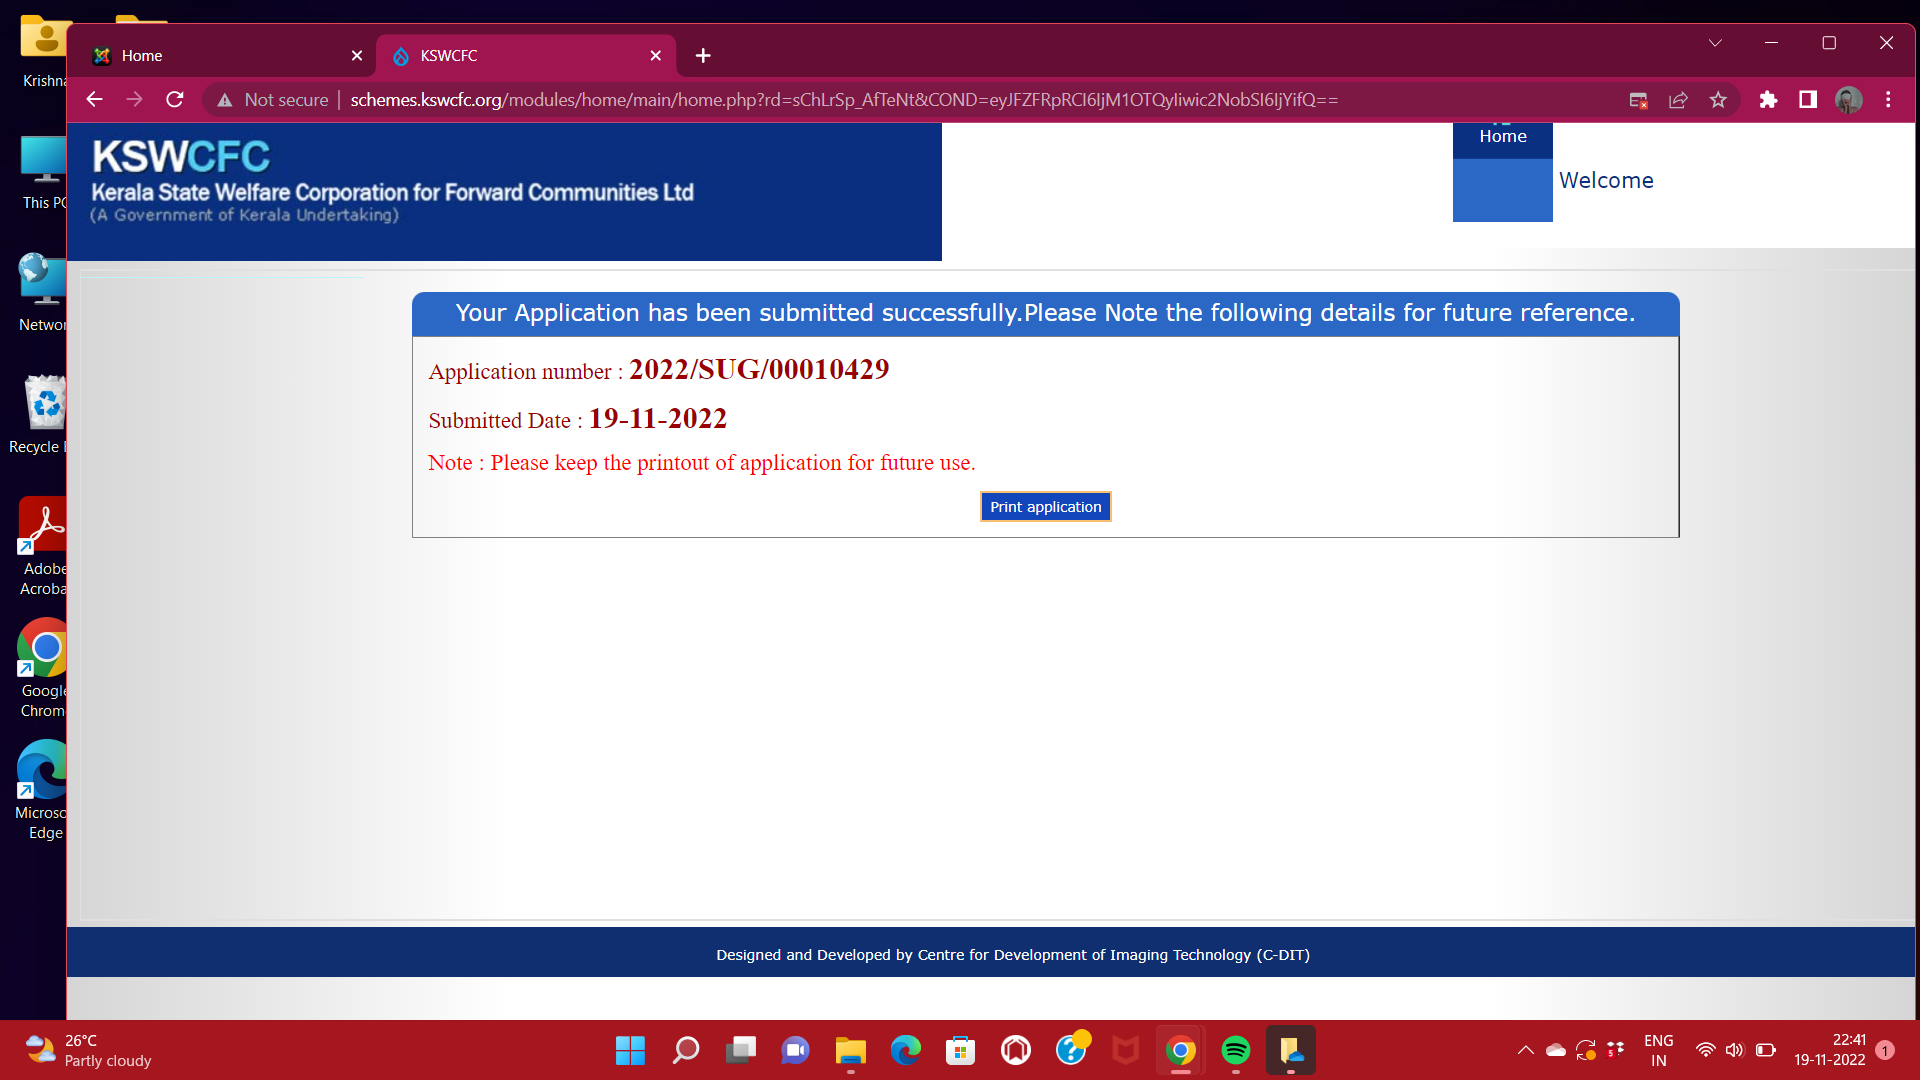 Home
KSWCFC
Not secure
schemes.kswcfc.org/modules/home/main/home.php?rd=sChLrSp_AfTeNt&COND=eyJFZFRpRCI6IjM1OTQyIiwic2NobSI6IjYifQ==
KSWCFC
Kerala State Welfare Corporation for Forward Communities Ltd
(A Government of Kerala Undertaking)
Home
Welcome
Your Application has been submitted successfully.Please Note the following details for future reference.
Application number : 2022/SUG/00010429
Submitted Date : 19-11-2022
Note : Please keep the printout of application for future use.
Print application
Designed and Developed by Centre for Development of Imaging Technology (C-DIT)
Krishna
This PC
Networ
Recycle
Adobe
Acroba
Google
Chrom
Microso
Edge
26°C
Partly cloudy
ENG
IN
22:41
19-11-2022
1